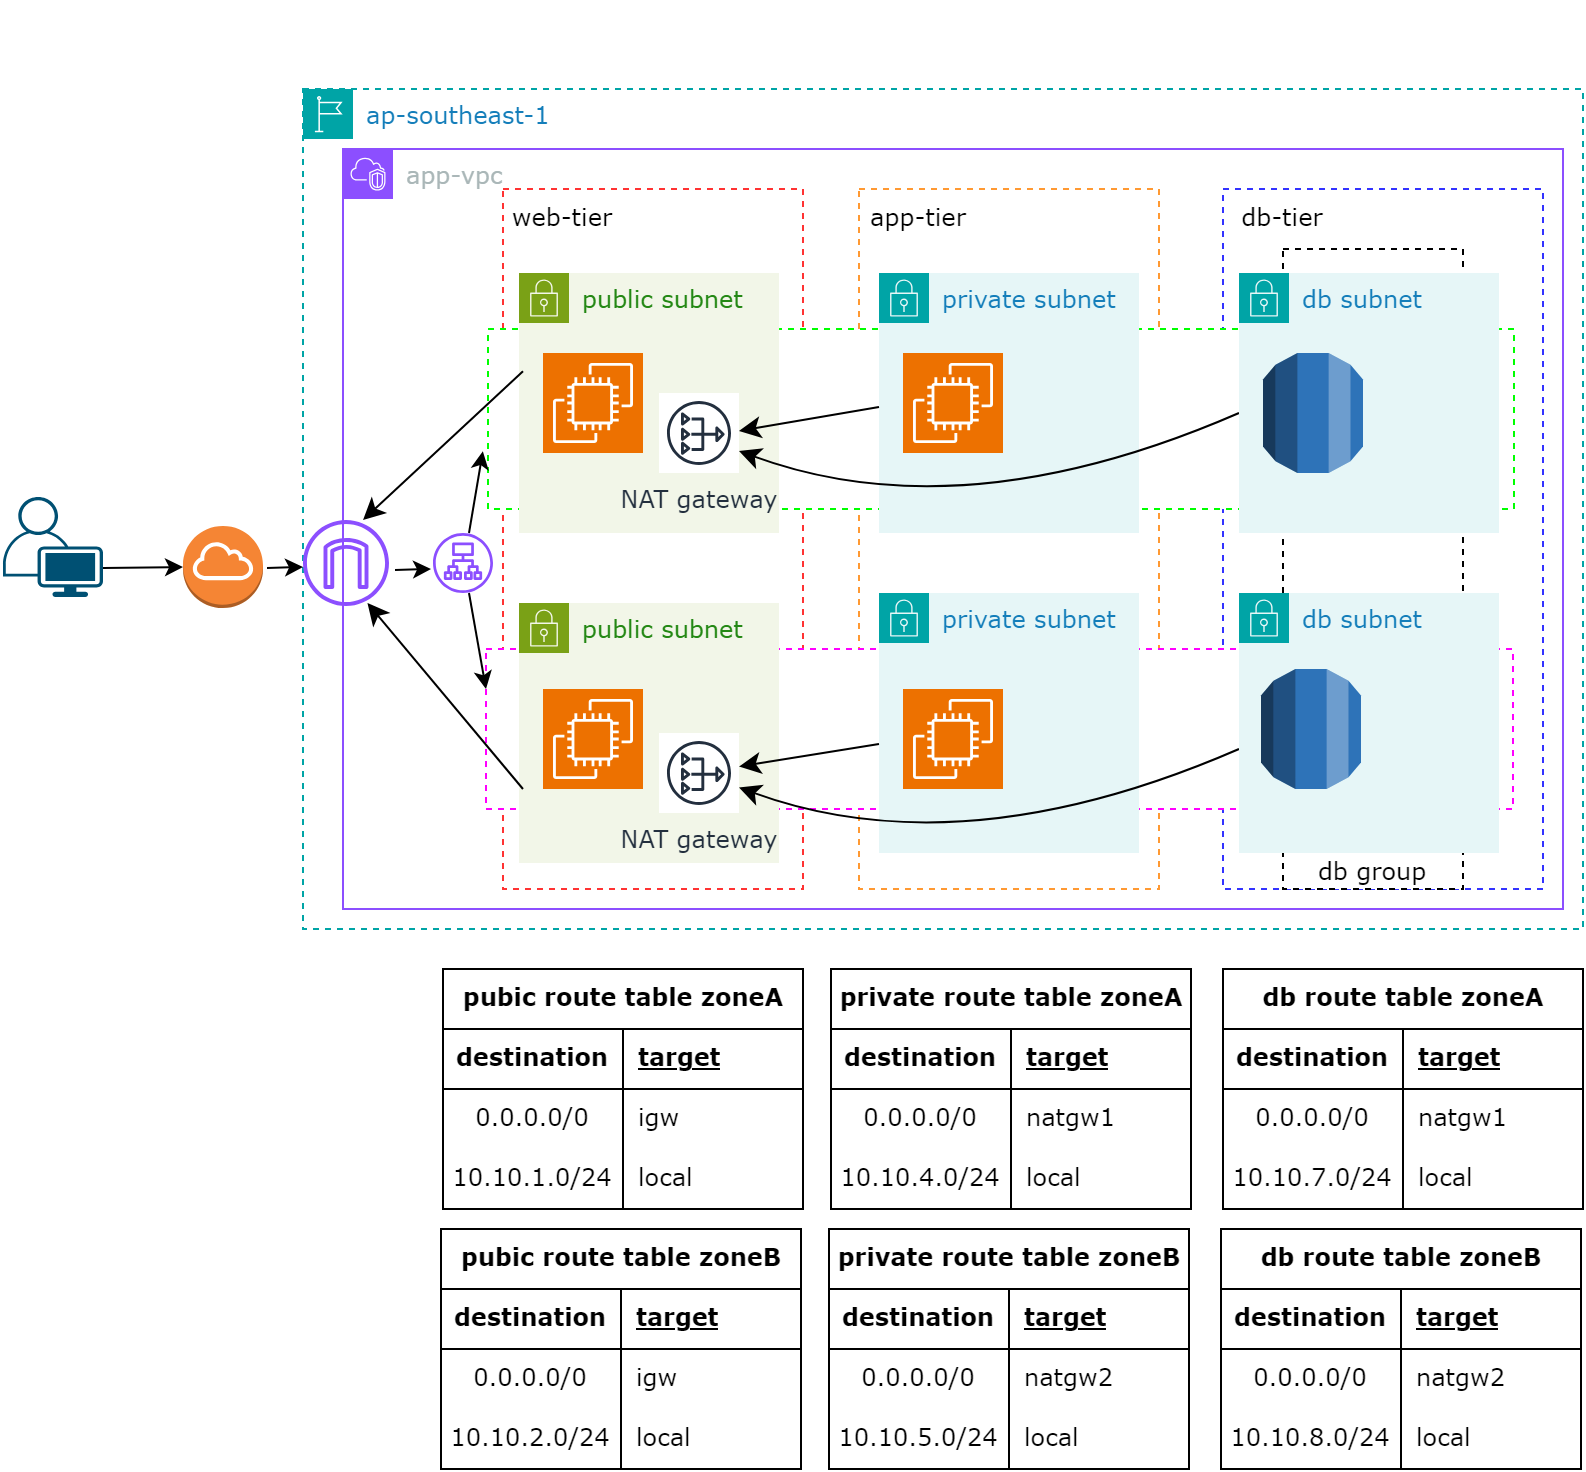 ap-southeast-1
app-vpc
web-tier
app-tier
db-tier
public subnet
private subnet
db subnet
NAT gateway
public subnet
private subnet
db subnet
NAT gateway
db group
pubic route table zoneA
destination target
0.0.0.0/0 igw
10.10.1.0/24 local
private route table zoneA
destination target
0.0.0.0/0 natgw1
10.10.4.0/24 local
db route table zoneA
destination target
0.0.0.0/0 natgw1
10.10.7.0/24 local
pubic route table zoneB
destination target
0.0.0.0/0 igw
10.10.2.0/24 local
private route table zoneB
destination target
0.0.0.0/0 natgw2
10.10.5.0/24 local
db route table zoneB
destination target
0.0.0.0/0 natgw2
10.10.8.0/24 local